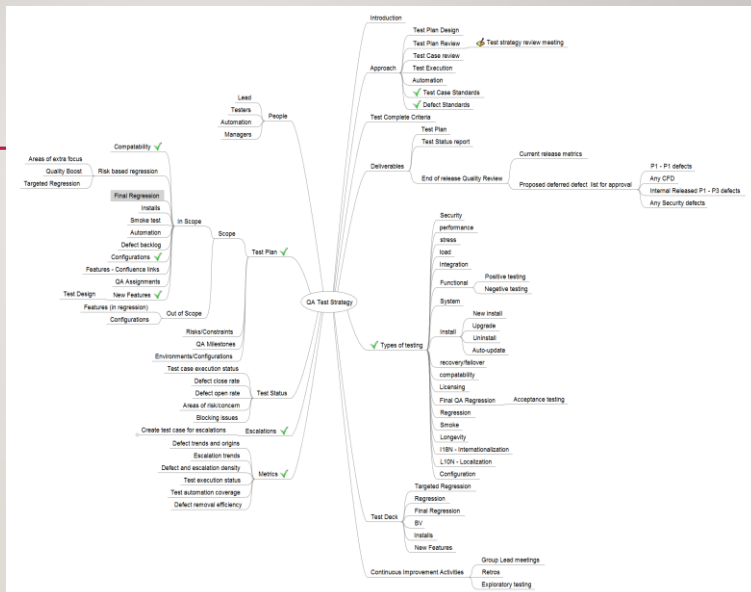 Introduction
Test Plan Design
Test Plan Review
Test strategy review meeting
Approach
Test Case review
Test Execution
Automation
Test Case Standards
Defect Standards
Test Complete Criteria
Test Plan
Test Status report
Deliverables
End of release Quality Review
Current release metrics
Proposed deferred defect list for approval
P1 - P1 defects
Any CFD
Internal Released P1 - P3 defects
Any Security defects
QA Test Strategy
Types of testing
Security
performance
stress
load
Integration
Functional
Positive testing
Negetive testing
System
Install
New install
Upgrade
Uninstall
Auto-update
recovery/failover
compatability
Licensing
Final QA Regression
Acceptance testing
Regression
Smoke
Longevity
I18N - Internationalization
L10N - Localization
Configuration
Test Deck
Targeted Regression
Regression
Final Regression
BV
Installs
New Features
Continuous Improvement Activities
Group Lead meetings
Retros
Exploratory testing
People
Lead
Testers
Automation
Managers
Test Plan
Scope
In Scope
Compatability
Risk based regression
Areas of extra focus
Quality Boost
Targeted Regression
Final Regression
Installs
Smoke test
Automation
Defect backlog
Configurations
Features - Confluence links
QA Assignments
New Features
Test Design
Out of Scope
Features (in regression)
Configurations
Risks/Constraints
QA Milestones
Environments/Configurations
Test Status
Test case execution status
Defect close rate
Defect open rate
Areas of risk/concern
Blocking issues
Escalations
Create test case for escalations
Metrics
Defect trends and origins
Escalation trends
Defect and escalation density
Test execution status
Test automation coverage
Defect removal efficiency